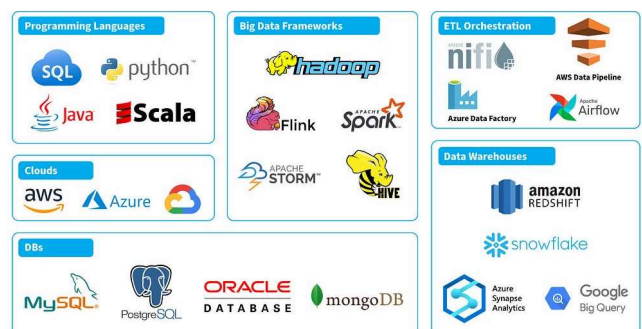 Programming Languages
SQL
python
Java
Scala
Clouds
aws
Azure
Big Data Frameworks
hadoop
Flink
APACHE
Spark
APACHE
STORM™
HIVE
ETL Orchestration
nifi
AWS Data Pipeline
Azure Data Factory
Apache
Airflow
Data Warehouses
amazon
REDSHIFT
snowflake
Azure
Synapse
Analytics
Google
Big Query
DBs
MySQL
PostgreSQL
ORACLE
DATABASE
mongoDB